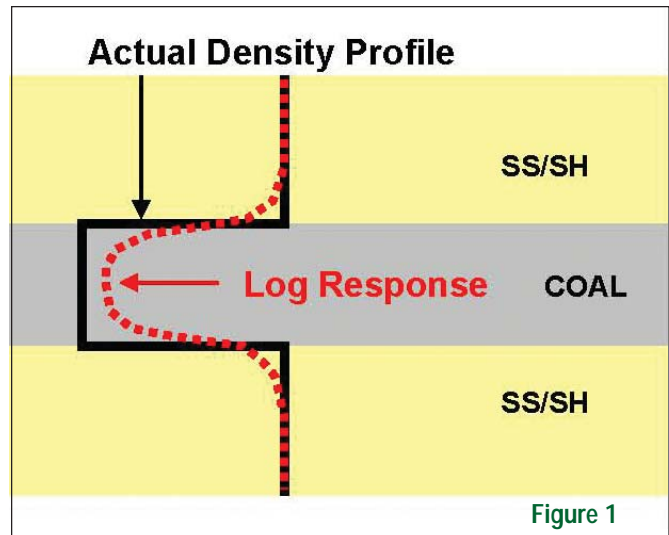 Actual Density Profile
SS/SH
Log Response
COAL
SS/SH
Figure 1